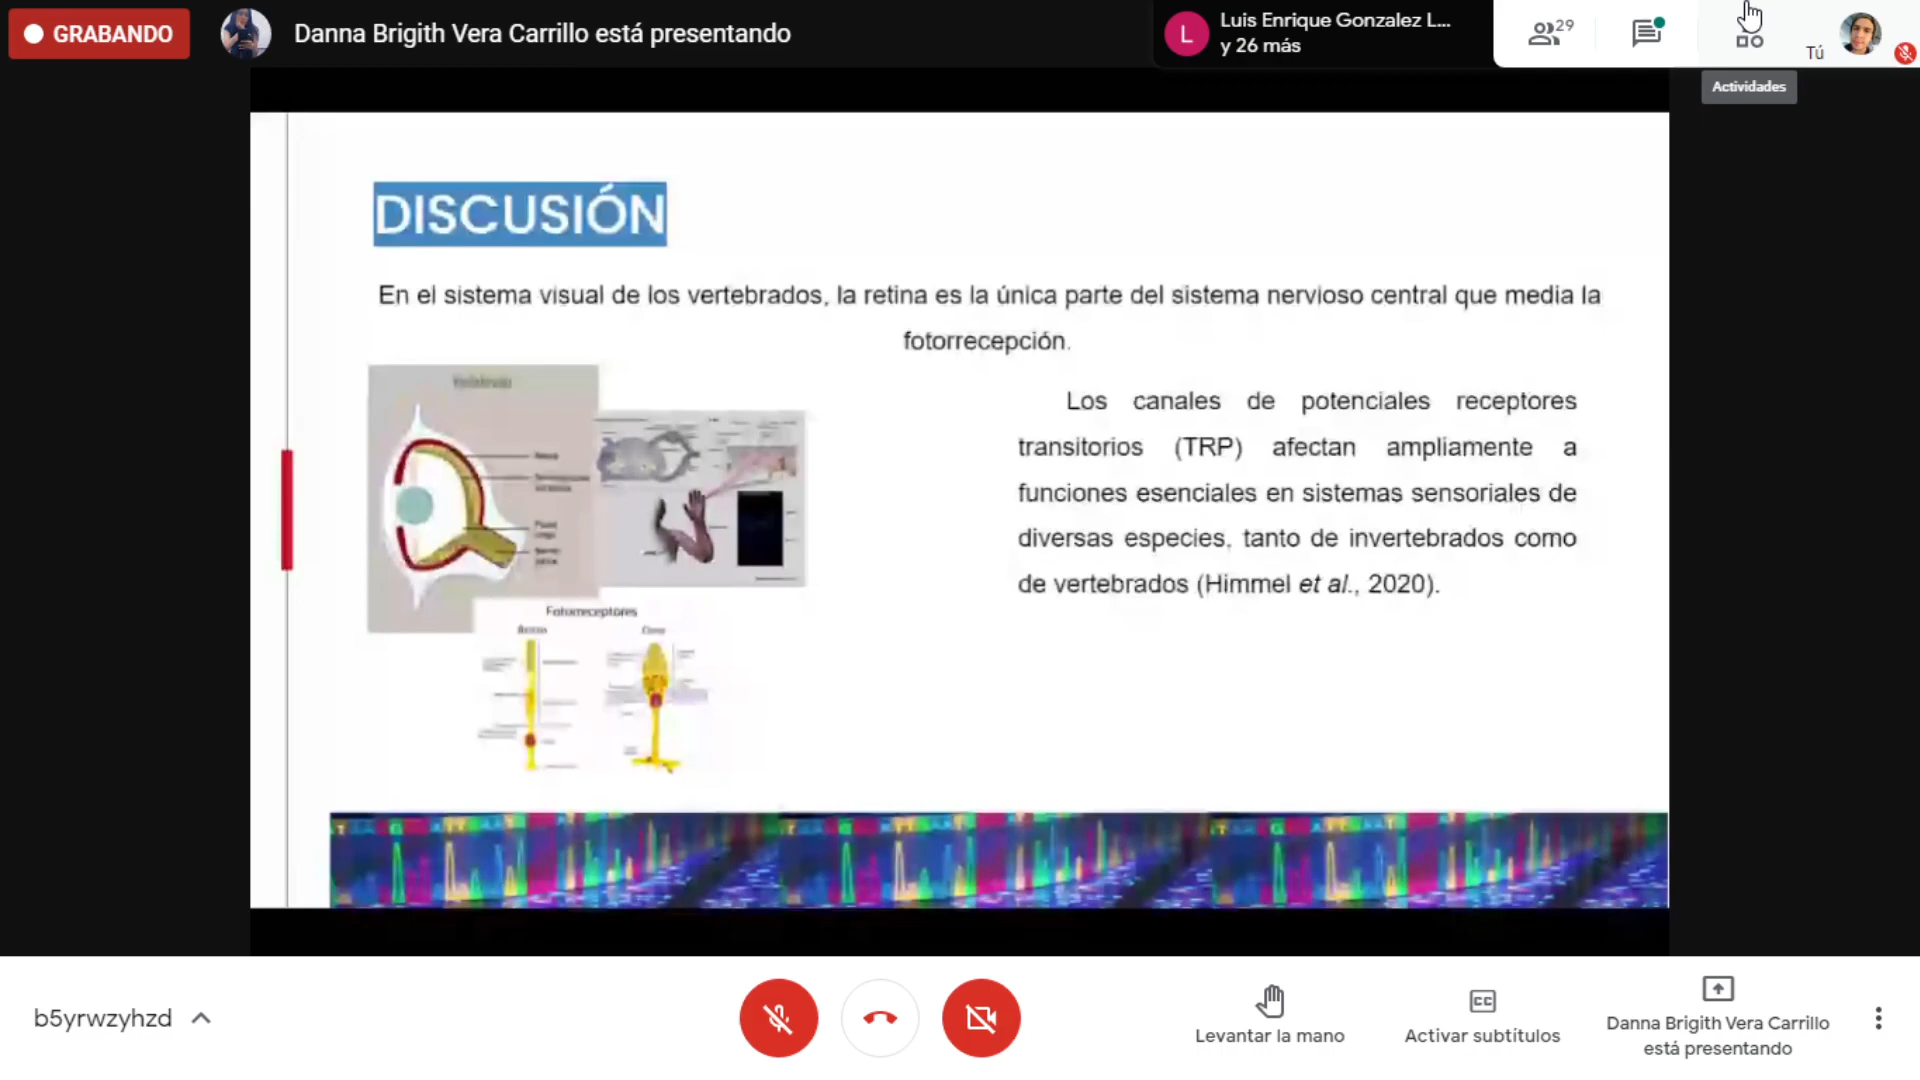 GRABANDO
Danna Brigith Vera Carrillo está presentando
L
Luis Enrique Gonzalez L...
y 26 más
29
Tú
Actividades
DISCUSIÓN
En el sistema visual de los vertebrados, la retina es la única parte del sistema nervioso central que media la
fotorrecepción.
Los canales de potenciales receptores
transitorios (TRP) afectan ampliamente a
funciones esenciales en sistemas sensoriales de
diversas especies, tanto de invertebrados como
de vertebrados (Himmel et al., 2020).
Fotorreceptores
b5yrwzyhzd
Levantar la mano
Activar subtítulos
Danna Brigith Vera Carrillo
está presentando